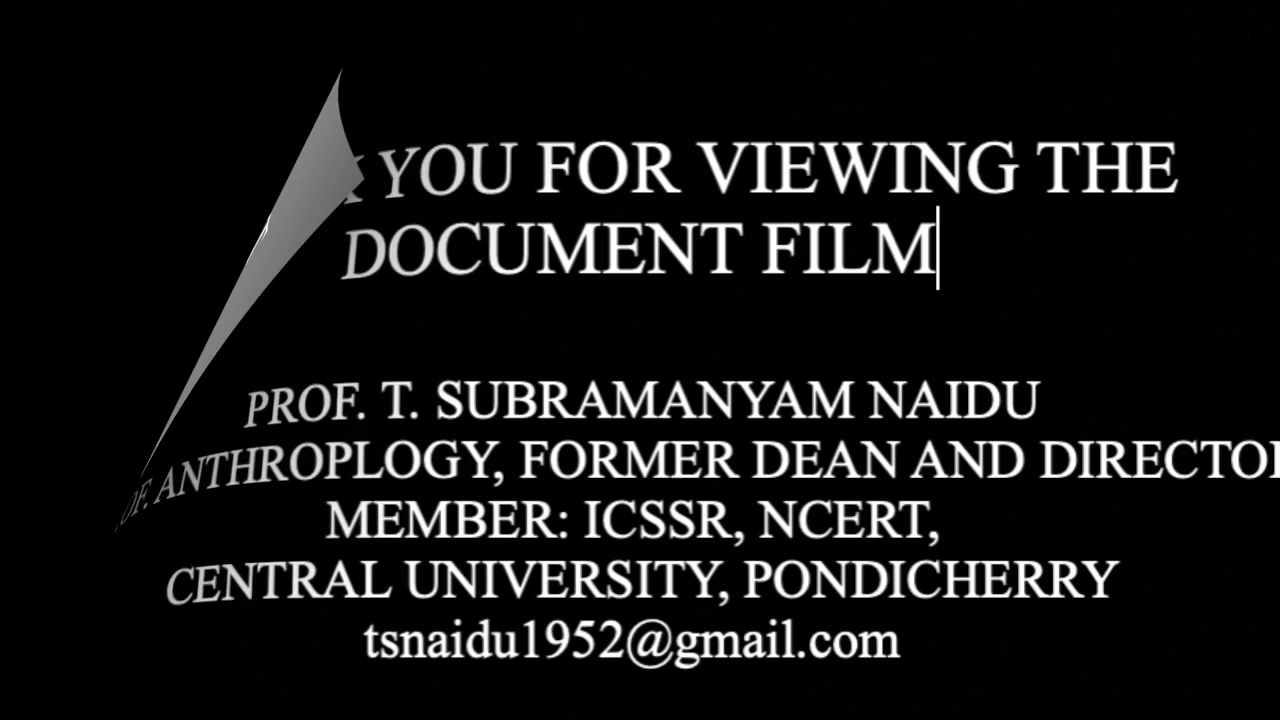 YOU FOR VIEWING THE
DOCUMENT FILM
PROF. T. SUBRAMANYAM NAIDU
ANTHROPLOGY, FORMER DEAN AND
MEMBER: ICSSR, NCERT,
CENTRAL UNIVERSITY, PONDICHERRY
tsnaidu1952@gmail.com